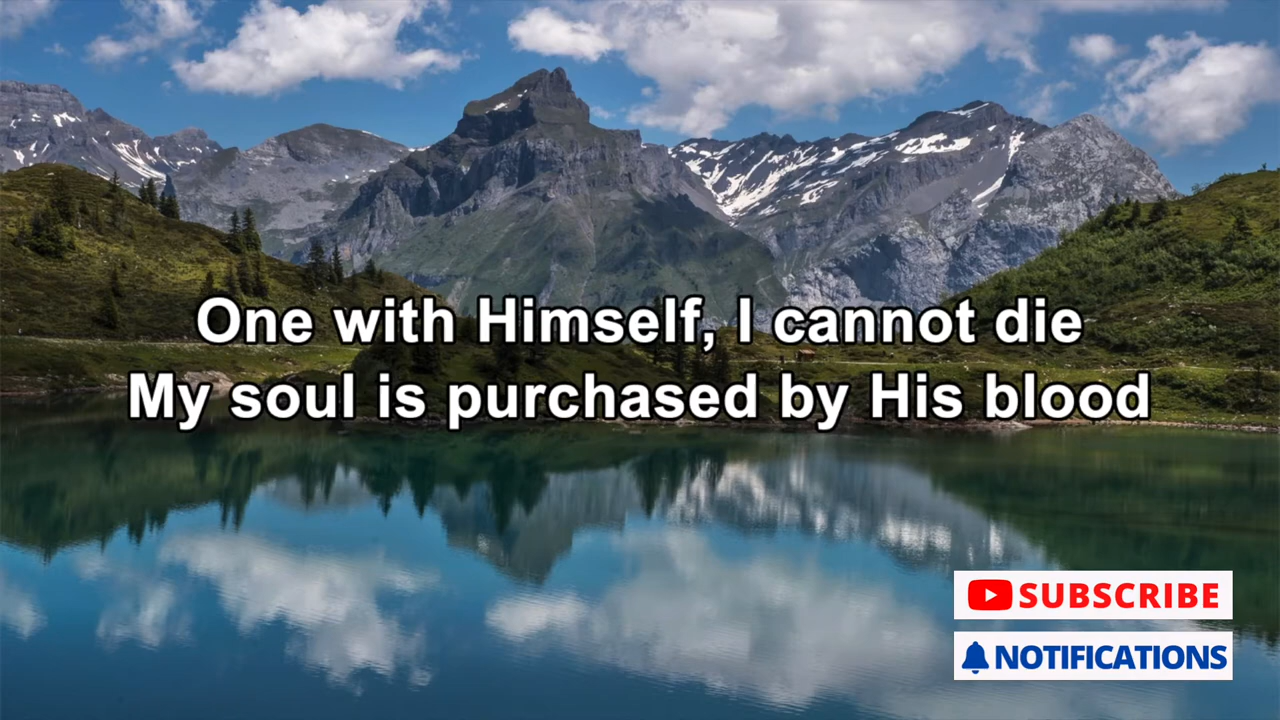 One with Himself, I cannot die
My soul is purchased by His blood
SUBSCRIBE
NOTIFICATIONS